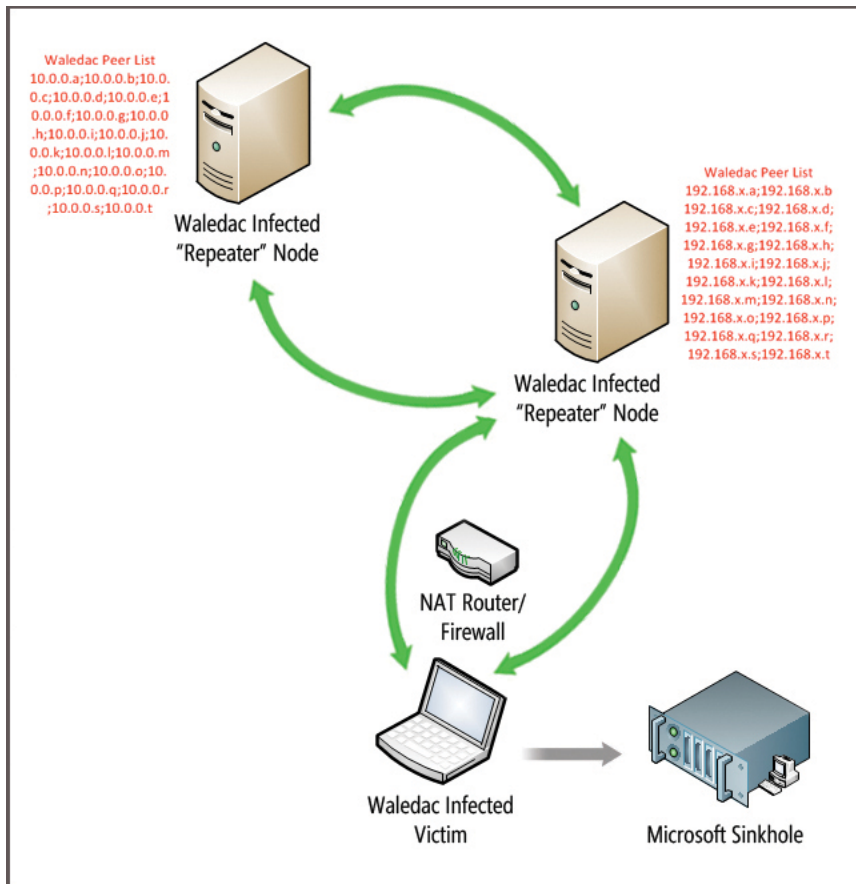 Waledac Peer List
10.0.0.a;10.0.0.b;10.0.
0.c;10.0.0.d;10.0.0.e;1
0.0.0.f;10.0.0.g;10.0.0
.h;10.0.0.i;10.0.0.j;10.
0.0.k;10.0.0.l;10.0.0.m
;10.0.0.n;10.0.0.o;10.
0.0.p;10.0.0.q;10.0.0.r
;10.0.0.s;10.0.0.t
Waledac Infected
“Repeater” Node
Waledac Peer List
192.168.x.a;192.168.x.b
192.168.x.c;192.168.x.d;
192.168.x.e;192.168.x.f;
192.168.x.g;192.168.x.h;
192.168.x.i;192.168.x.j;
192.168.x.k;192.168.x.l;
192.168.x.m;192.168.x.n;
192.168.x.o;192.168.x.p;
192.168.x.q;192.168.x.r;
192.168.x.s;192.168.x.t
Waledac Infected
“Repeater” Node
NAT Router/
Firewall
Waledac Infected
Victim
Microsoft Sinkhole